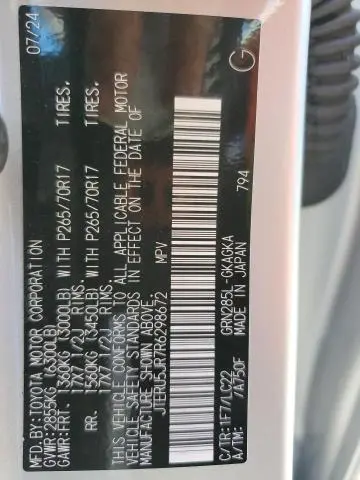 MFD.BY:TOYOTA MOTOR CORPORATION 07/24
GVWR:2855KG (6300LB)
GAWR:FRT. 1360KG (3000LB) WITH P265/70R17 TIRES,
17X7 1/2J RIMS.
RR. 1560KG (3450LB) WITH P265/70R17 TIRES,
17X7 1/2J RIMS.
THIS VEHICLE CONFORMS TO ALL APPLICABLE FEDERAL MOTOR
VEHICLE SAFETY STANDARDS IN EFFECT ON THE DATE OF
MANUFACTURE SHOWN ABOVE.
JTERU5JR7R6298672 MPV
C/TR:1F7/LC22 GRN285L-GKAGKA
A/TM: /A750F MADE IN JAPAN
794
G